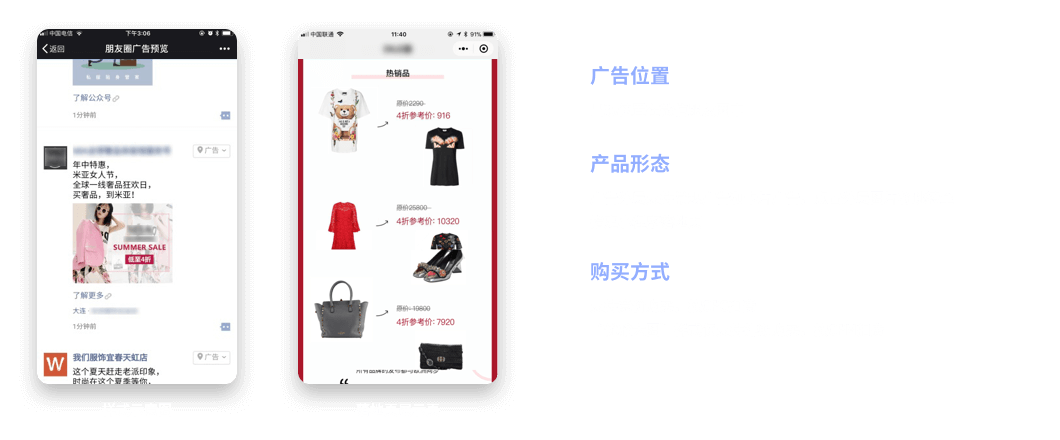 中国电信
下午3:06
返回
朋友圈广告预览
私
了解公众号
1分钟前
广告
年中特惠，
米亚女人节，
全球一线奢品狂欢日，
买奢品，到米亚！
SUMMER SALE
低至4折
了解更多
大连
1分钟前
W
我们服饰宜春天虹店
广告
这个夏天赶走老派印象，
时尚在这个夏季等你，
中国联通
11:40
91%
热销品
原价2290
4折参考价: 916
原价25800
4折参考价: 10320
原价: 19800
4折参考价: 7920
广告位置
产品形态
购买方式